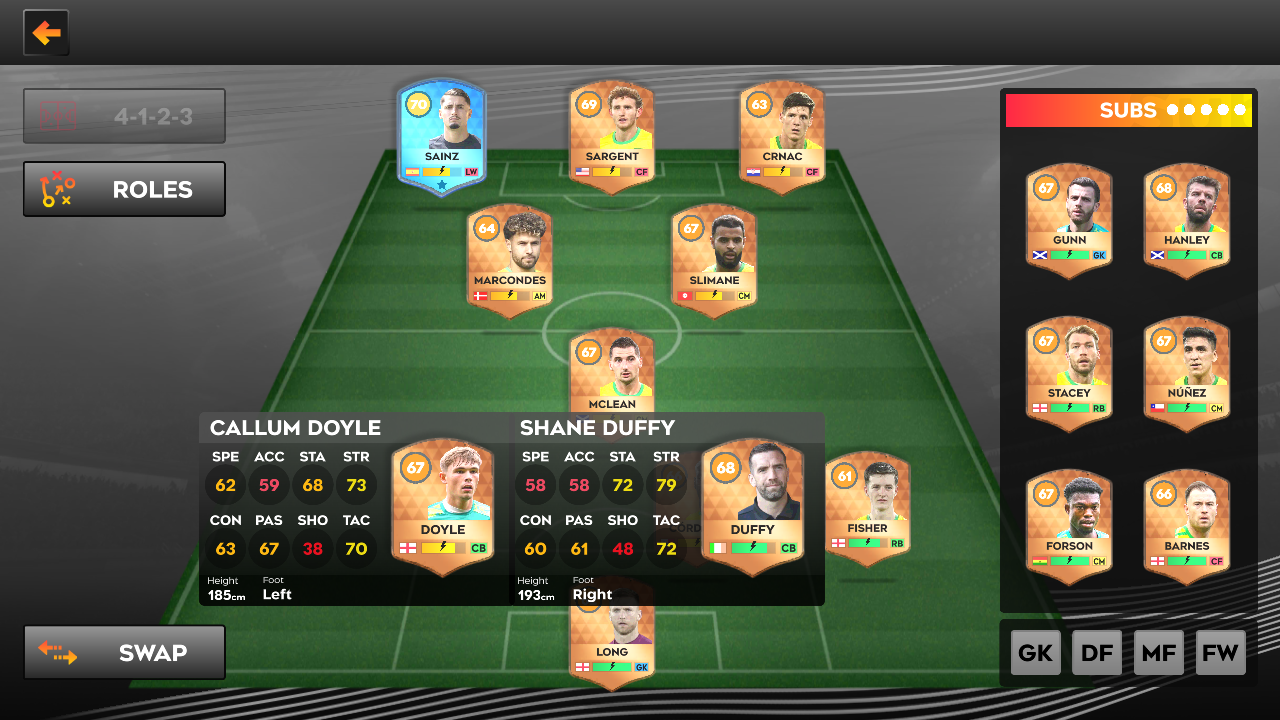 4-1-2-3
ROLES
70
SAINZ
LW
69
SARGENT
CF
63
CRNAC
CF
64
MARCONDES
AM
67
SLIMANE
CM
67
MCLEAN
CALLUM DOYLE
SPE ACC STA STR
62 59 68 73
CON PAS SHO TAC
63 67 38 70
Height Foot
185cm Left
67
DOYLE
CB
SHANE DUFFY
SPE ACC STA STR
58 58 72 79
CON PAS SHO TAC
60 61 48 72
Height Foot
193cm Right
68
DUFFY
CB
61
FISHER
RB
LONG
GK
SWAP
SUBS
67
GUNN
GK
68
HANLEY
CB
67
STACEY
RB
67
NÚÑEZ
CM
67
FORSON
CM
66
BARNES
CF
GK DF MF FW